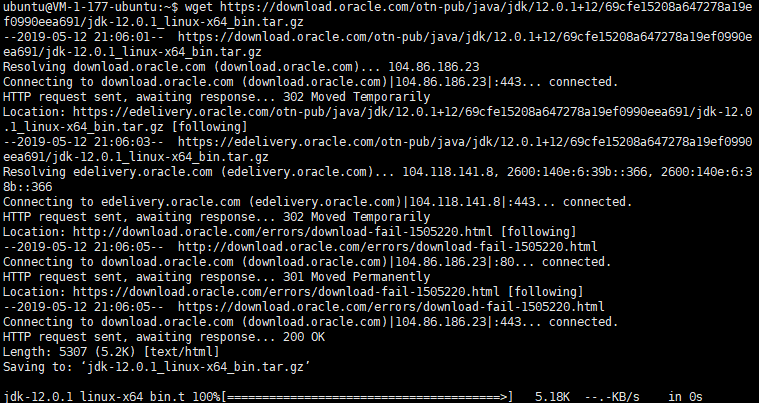 ubuntu@VM-1-177-ubuntu:~$ wget https://download.oracle.com/otn-pub/java/jdk/12.0.1+12/69cfe15208a647278a19e
f0990eea691/jdk-12.0.1_linux-x64_bin.tar.gz
--2019-05-12 21:06:01--  https://download.oracle.com/otn-pub/java/jdk/12.0.1+12/69cfe15208a647278a19ef0990e
ea691/jdk-12.0.1_linux-x64_bin.tar.gz
Resolving download.oracle.com (download.oracle.com)... 104.86.186.23
Connecting to download.oracle.com (download.oracle.com)|104.86.186.23|:443... connected.
HTTP request sent, awaiting response... 302 Moved Temporarily
Location: https://edelivery.oracle.com/otn-pub/java/jdk/12.0.1+12/69cfe15208a647278a19ef0990eea691/jdk-12.0
.1_linux-x64_bin.tar.gz [following]
--2019-05-12 21:06:03--  https://edelivery.oracle.com/otn-pub/java/jdk/12.0.1+12/69cfe15208a647278a19ef0990
eea691/jdk-12.0.1_linux-x64_bin.tar.gz
Resolving edelivery.oracle.com (edelivery.oracle.com)... 104.118.141.8, 2600:140e:6:39b::366, 2600:140e:6:3
8b::366
Connecting to edelivery.oracle.com (edelivery.oracle.com)|104.118.141.8|:443... connected.
HTTP request sent, awaiting response... 302 Moved Temporarily
Location: http://download.oracle.com/errors/download-fail-1505220.html [following]
--2019-05-12 21:06:05--  http://download.oracle.com/errors/download-fail-1505220.html
Connecting to download.oracle.com (download.oracle.com)|104.86.186.23|:80... connected.
HTTP request sent, awaiting response... 301 Moved Permanently
Location: https://download.oracle.com/errors/download-fail-1505220.html [following]
--2019-05-12 21:06:05--  https://download.oracle.com/errors/download-fail-1505220.html
Connecting to download.oracle.com (download.oracle.com)|104.86.186.23|:443... connected.
HTTP request sent, awaiting response... 200 OK
Length: 5307 (5.2K) [text/html]
Saving to: ‘jdk-12.0.1_linux-x64_bin.tar.gz’
jdk-12.0.1_linux-x64_bin.t 100%[=======================================>]   5.18K  --.-KB/s    in 0s